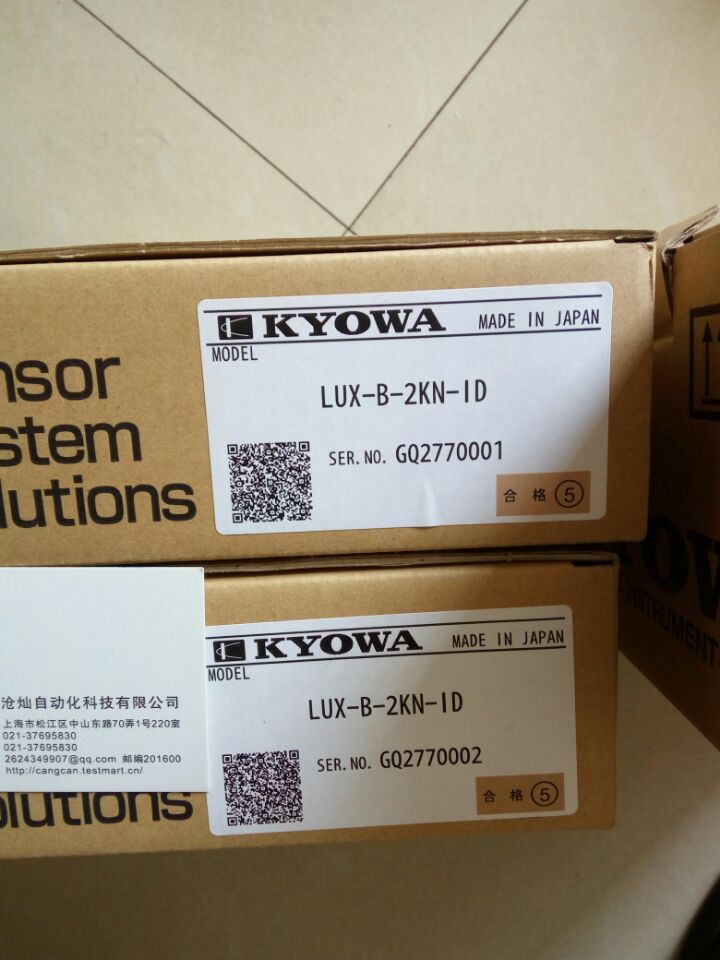 KYOWA MADE IN JAPAN
MODEL
LUX-B-2KN-ID
SER. NO. GQ2770001
合格⑤
nsor
stem
lutions
KYOWA MADE IN JAPAN
MODEL
LUX-B-2KN-ID
SER. NO. GQ2770002
合格⑤
olutions
沧灿自动化科技有限公司
上海市松江区中山东路70弄1号220室
021-37695830
021-37695830
2624349907@qq.com 邮编201600
http://cangcan.testmart.cn/
YOW
INSTRUMENT